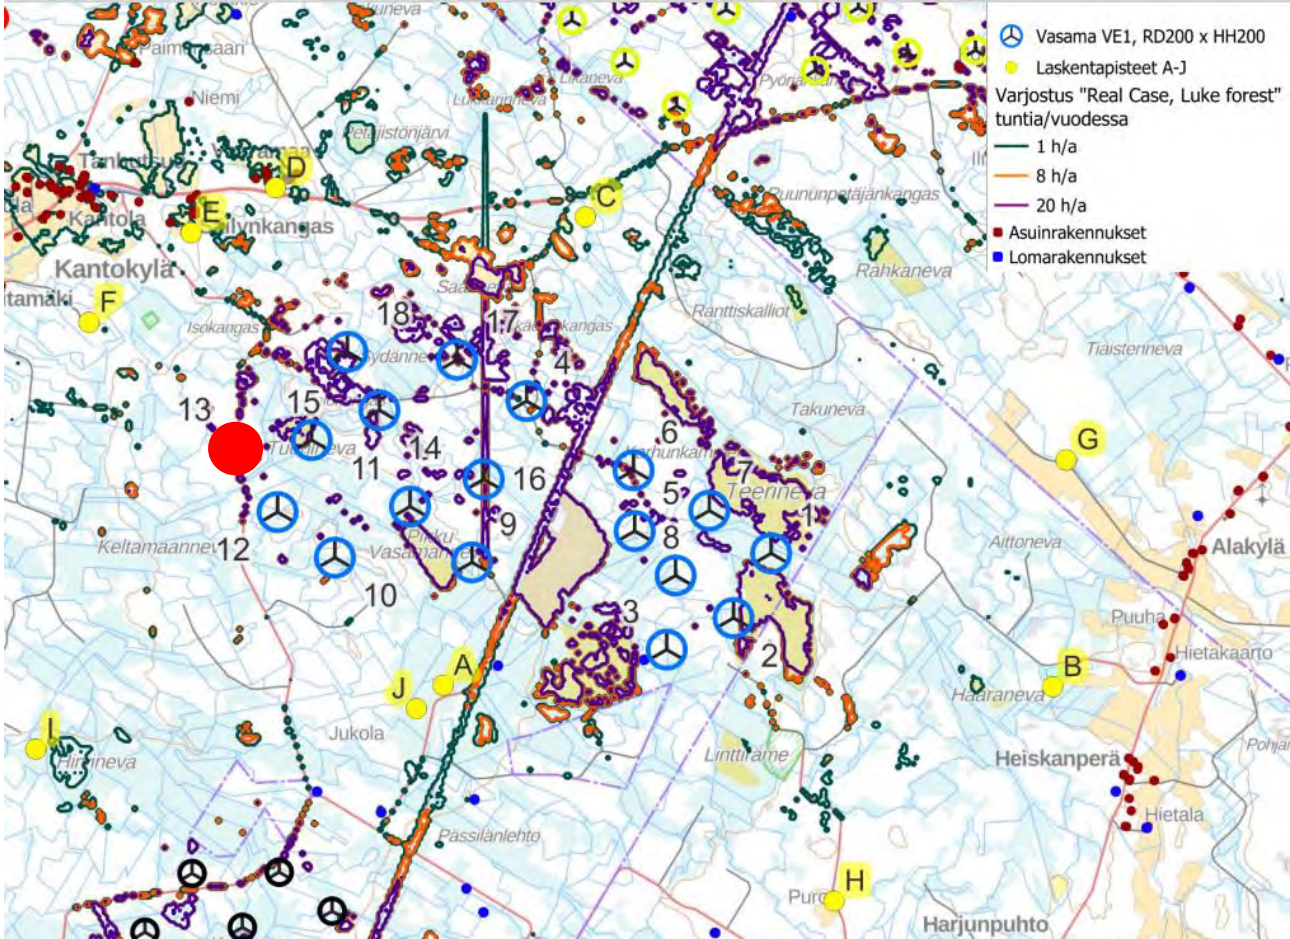 Vasama VE1, RD200 x HH200
Laskentapisteet A-J
Varjostus "Real Case, Luke forest"
tuntia/vuodessa
1 h/a
8 h/a
20 h/a
Asuinrakennukset
Lomarakennukset
Niemi
Petäjistönjärvi
Likaneva
D
C
E
Kantola
Kantokylä
F
Isokangas
Ruununpetäjänkangas
Rahkaneva
Ranttiskalliot
Tiaistenneva
Takuneva
18
17
4
13
15
14
11
16
6
7
5
Teerineva
1
9
8
12
10
3
2
G
Aittoneva
Alakylä
Puuha
Hietakaarto
B
Haaraneva
A
J
Jukola
I
Linttiräme
Heiskanperä
Hietala
Pässilänlehto
H
Harjunpuhto